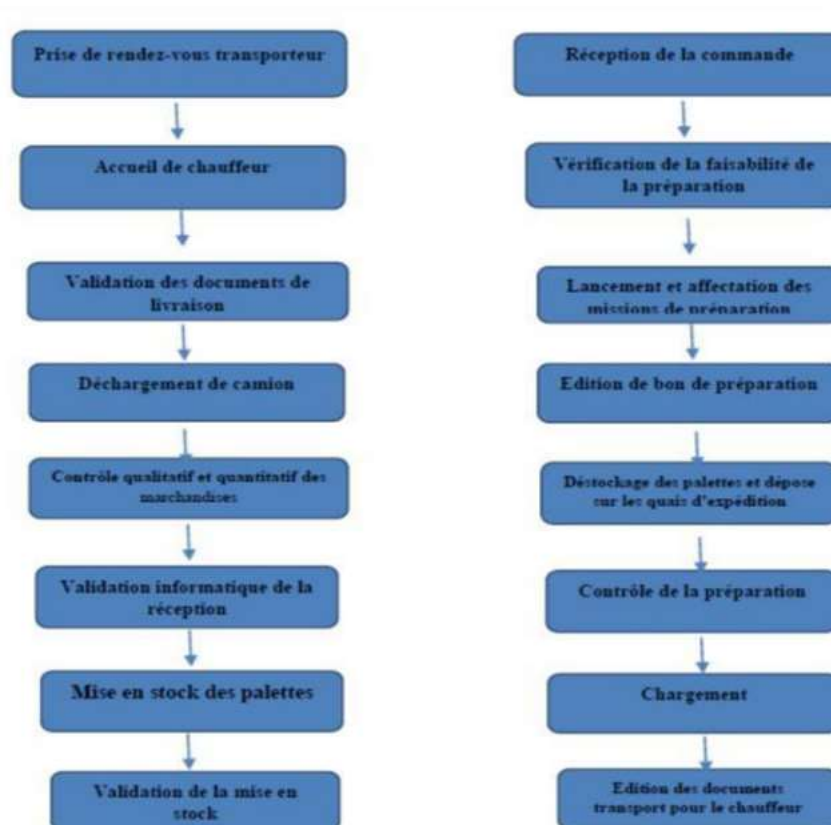 Prise de rendez-vous transporteur
Accueil de chauffeur
Validation des documents de
livraison
Déchargement de camion
Contrôle qualitatif et quantitatif des
marchandises
Validation informatique de la
réception
Mise en stock des palettes
Validation de la mise en
stock
Réception de la commande
Vérification de la faisabilité de
la préparation
Lancement et affectation des
missions de préparation
Edition de bon de préparation
Déstockage des palettes et dépose
sur les quais d'expédition
Contrôle de la préparation
Chargement
Edition des documents
transport pour le chauffeur